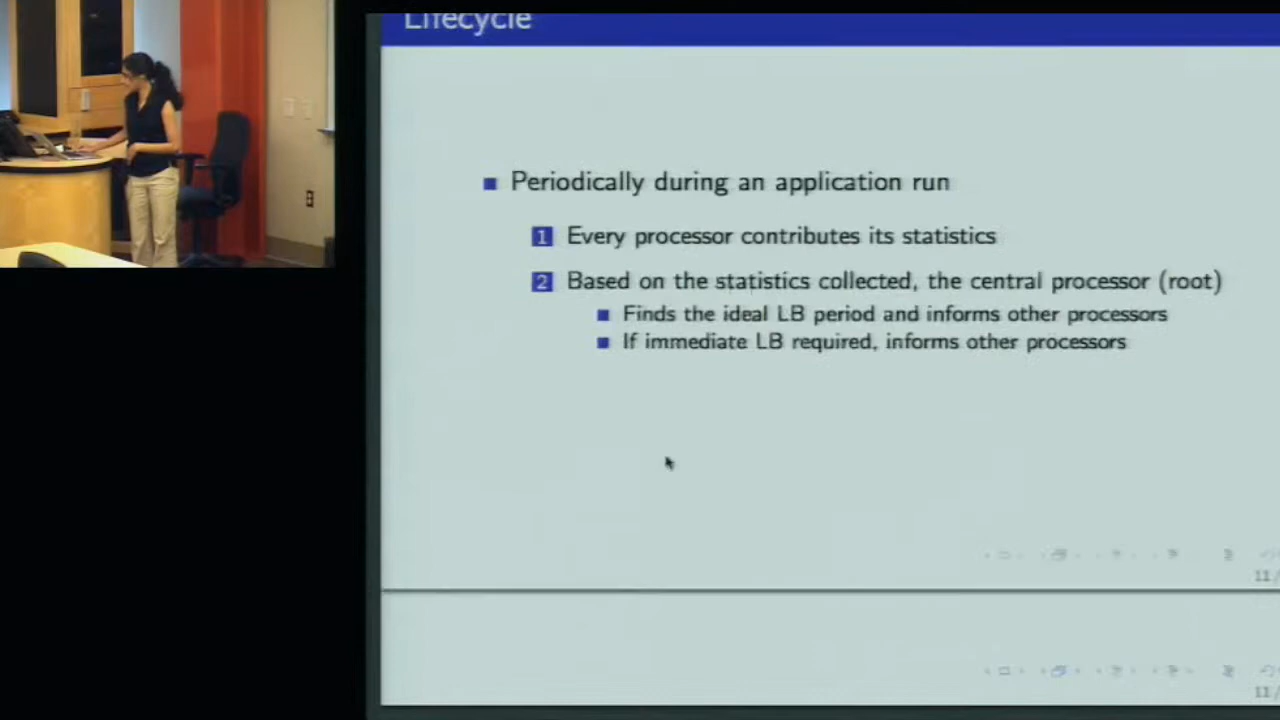 Lifecycle
Periodically during an application run
1 Every processor contributes its statistics
2 Based on the statistics collected, the central processor (root)
Finds the ideal LB period and informs other processors
If immediate LB required, informs other processors
11/
11/